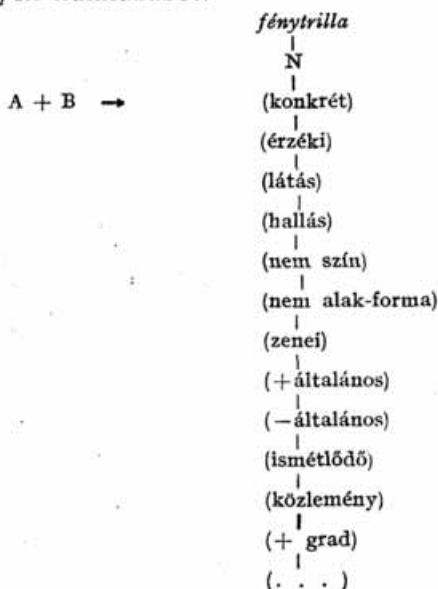 fénytrilla
N
A + B → (konkrét)
(érzéki)
(látás)
(hallás)
(nem szín)
(nem alak-forma)
(zenei)
(+általános)
(−általános)
(ismétlődő)
(közlemény)
(+ grad)
(. . .)